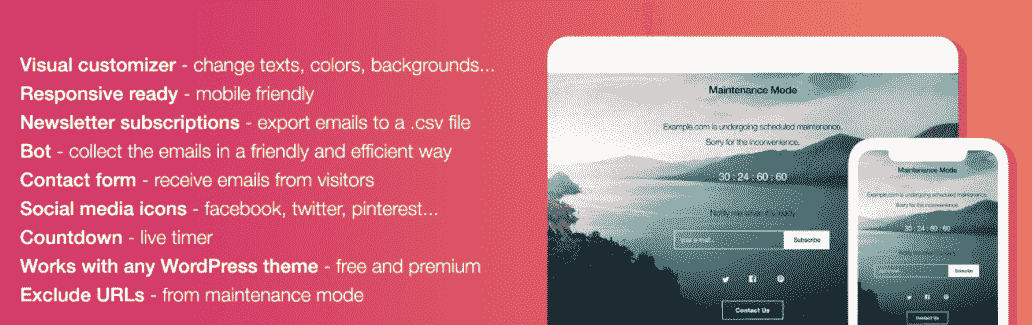 Visual customizer - change texts, colors, backgrounds...
Responsive ready - mobile friendly
Newsletter subscriptions - export emails to a .csv file
Bot - collect the emails in a friendly and efficient way
Contact form - receive emails from visitors
Social media icons - facebook, twitter, pinterest...
Countdown - live timer
Works with any WordPress theme - free and premium
Exclude URLs - from maintenance mode
Maintenance Mode
Example.com is undergoing scheduled maintenance.
Sorry for the inconvenience.
30 : 24 : 60 : 60
Notify me when it's ready
your e-mail...
Subscribe
Contact Us
Maintenance Mode
Example.com is undergoing scheduled maintenance.
Sorry for the inconvenience.
30 : 24 : 60 : 60
Subscribe
Contact Us